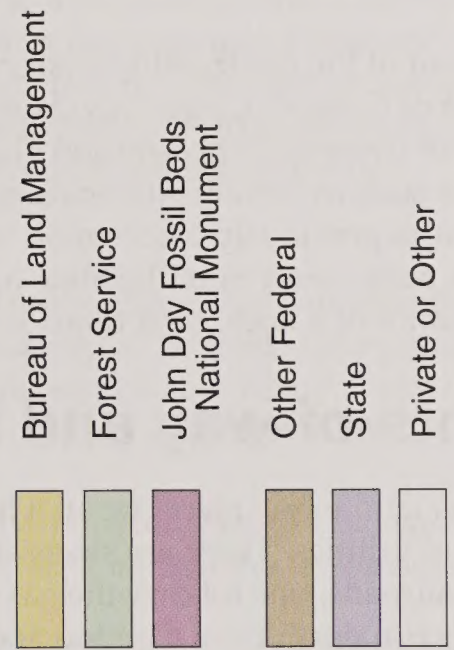 Bureau of Land Management
Forest Service
John Day Fossil Beds
National Monument
Other Federal
State
Private or Other